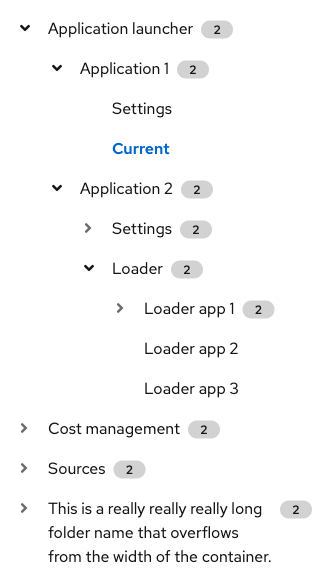 Application launcher 2
Application 1 2
Settings
Current
Application 2 2
Settings 2
Loader 2
Loader app 1 2
Loader app 2
Loader app 3
Cost management 2
Sources 2
This is a really really really long 2
folder name that overflows
from the width of the container.